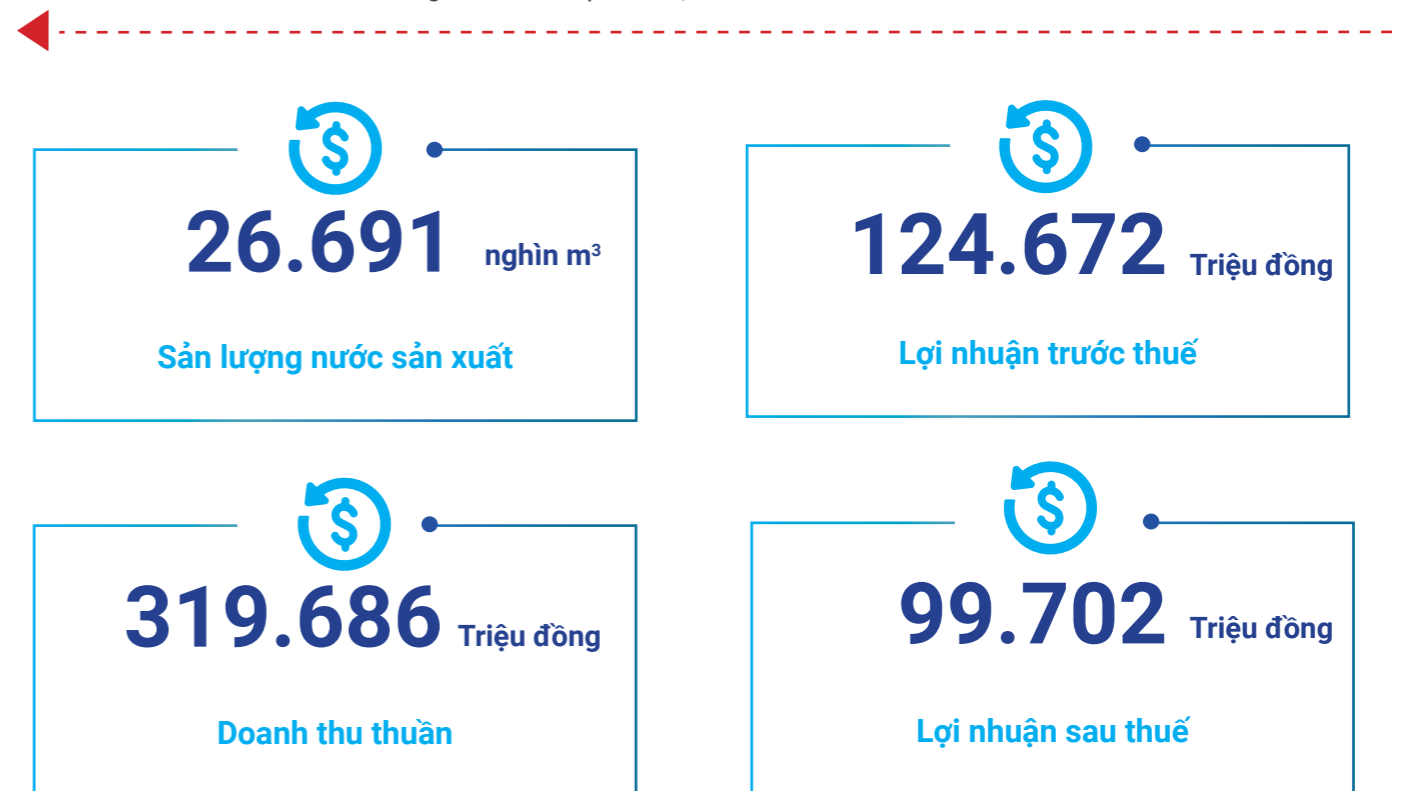 26.691 nghìn m³
Sản lượng nước sản xuất
124.672 Triệu đồng
Lợi nhuận trước thuế
319.686 Triệu đồng
Doanh thu thuần
99.702 Triệu đồng
Lợi nhuận sau thuế